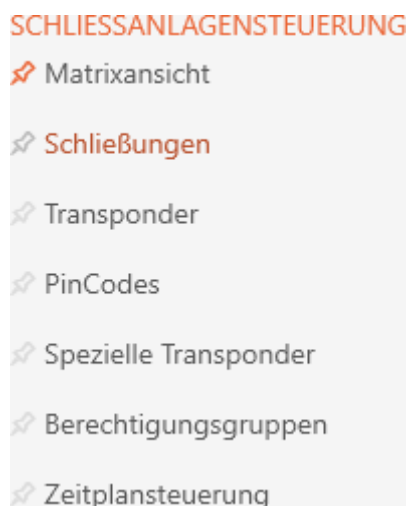 SCHLIESSANLAGENSTEUERUNG
Matrixansicht
Schließungen
Transponder
PinCodes
Spezielle Transponder
Berechtigungsgruppen
Zeitplansteuerung